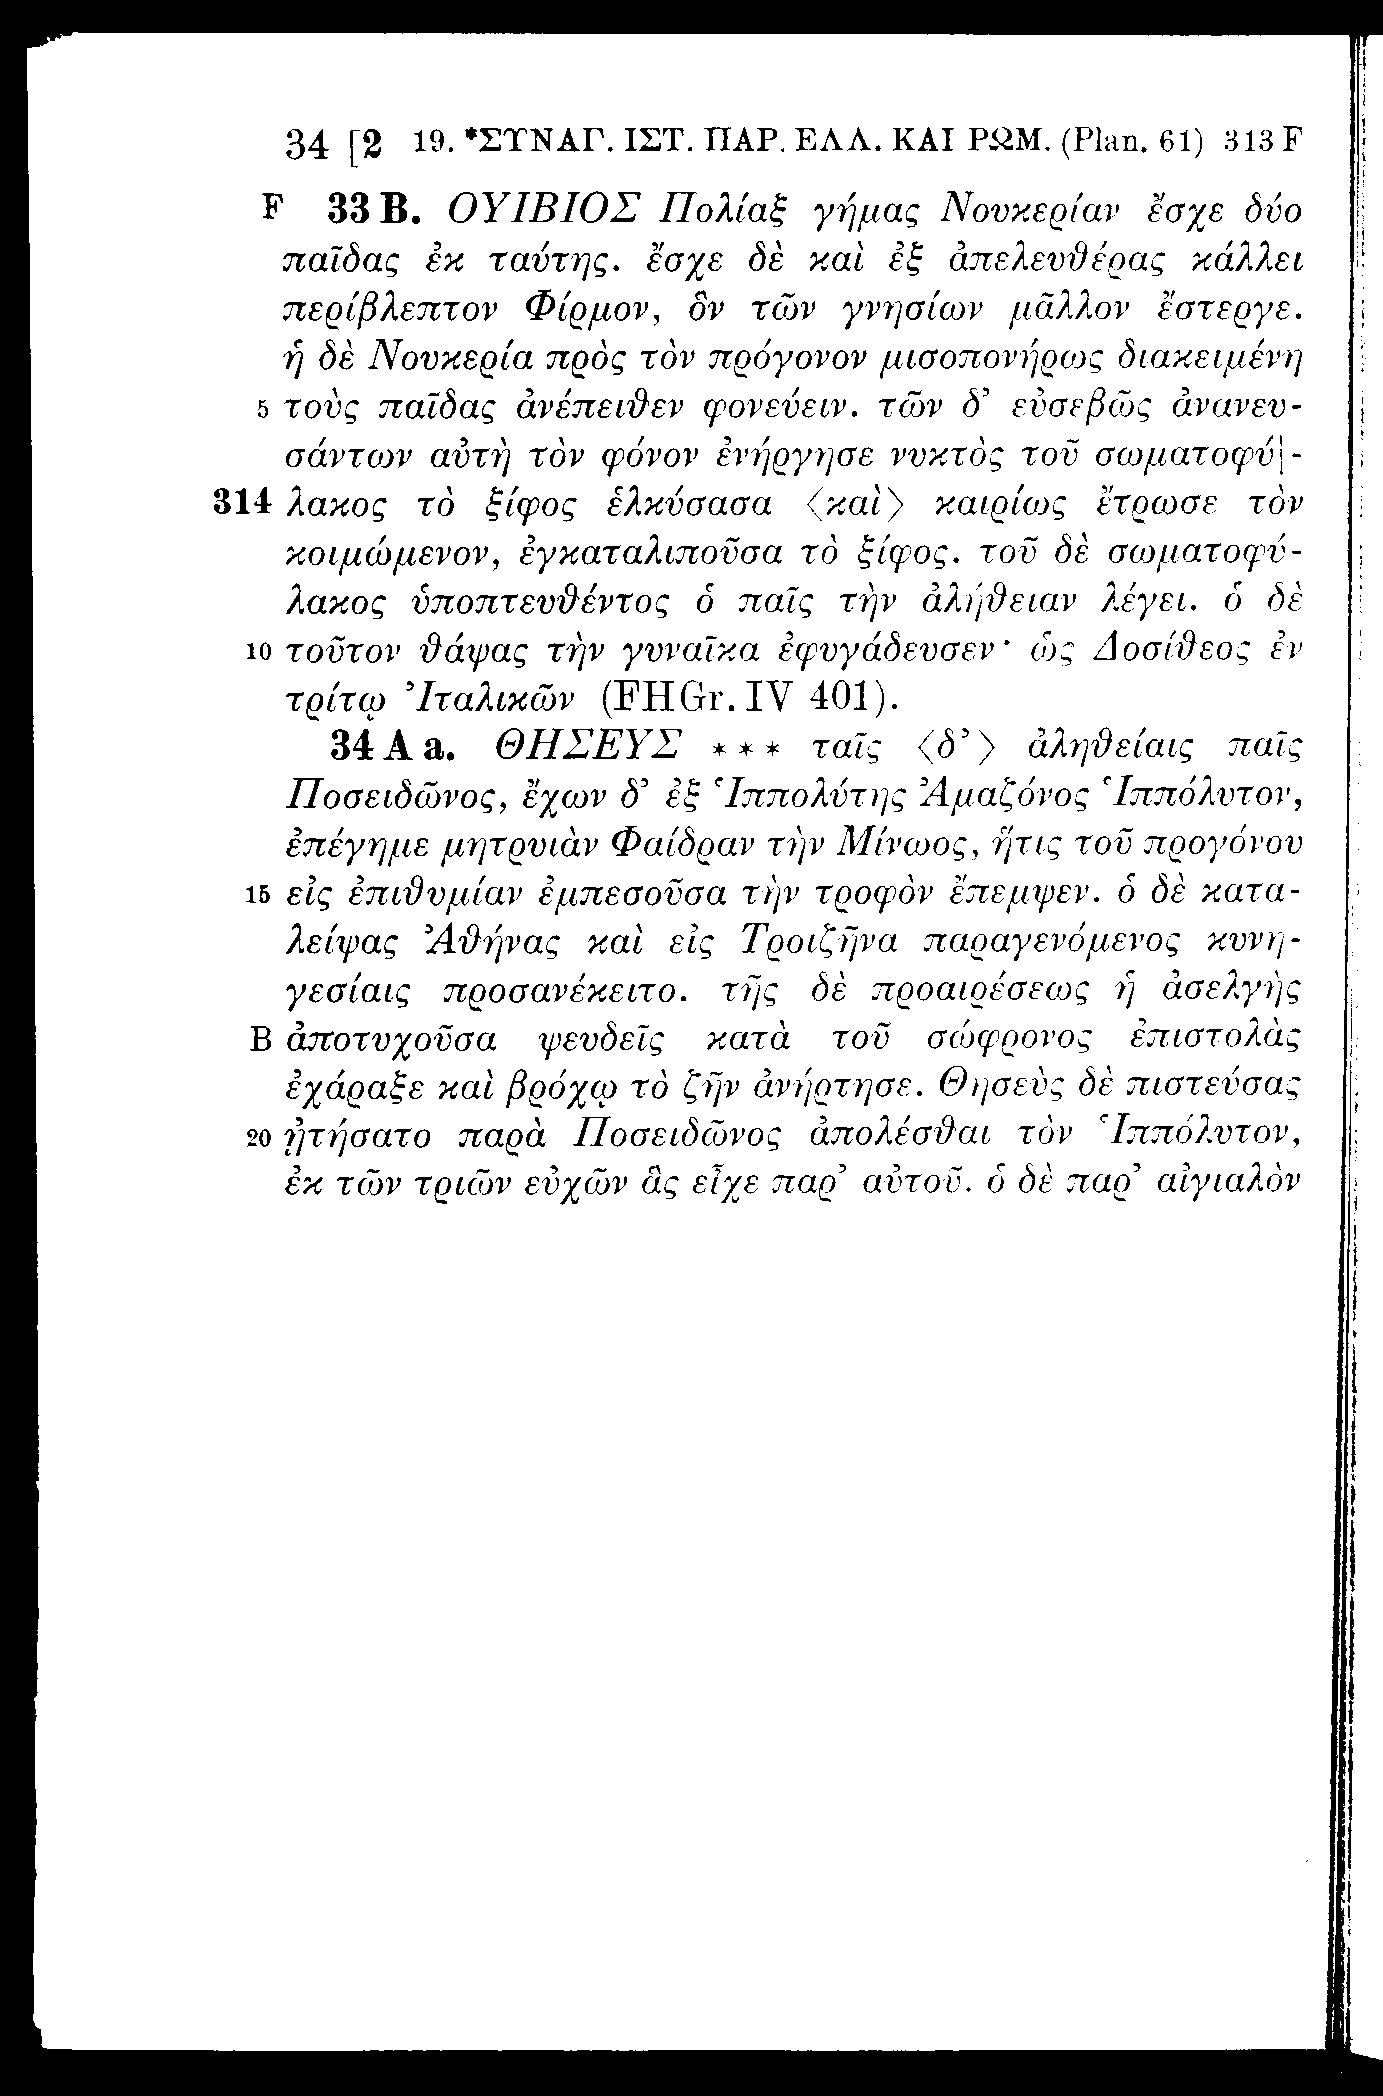 34 [2 19. *ΣΥΝΑΓ. ΙΣΤ. ΠΑΡ. ΕΛΛ. ΚΑΙ ΡΩΜ. (Plan. 61) 313 F
F 33 B. ΟΥΙΒΙΟΣ Πολίαξ γήμας Νουκερίαν ἔσχε δύο
παῖδας ἐκ ταύτης. ἔσχε δὲ καὶ ἐξ ἀπελευθέρας κάλλει
περίβλεπτον Φίρμον, ὃν τῶν γνησίων μᾶλλον ἔστεργε.
ἡ δὲ Νουκερία πρὸς τὸν πρόγονον μισοπονήρως διακειμένη
5 τοὺς παῖδας ἀνέπειθεν φονεύειν. τῶν δ’ εὐσεβῶς ἀνανευ-
σάντων αὐτὴ τὸν φόνον ἐνήργησε νυκτὸς τοῦ σωματοφύ|-
314 λακος τὸ ξίφος ἑλκύσασα <καὶ> καιρίως ἔτρωσε τὸν
κοιμώμενον, ἐγκαταλιποῦσα τὸ ξίφος. τοῦ δὲ σωματοφύ-
λακος ὑποπτευθέντος ὁ παῖς τὴν ἀλήθειαν λέγει. ὁ δὲ
10 τοῦτον θάψας τὴν γυναῖκα ἐφυγάδευσεν· ὡς Δοσίθεος ἐν
τρίτῳ Ἰταλικῶν (FHGr. IV 401).
34 A a. ΘΗΣΕΥΣ * * * ταῖς <δ’> ἀληθείαις παῖς
Ποσειδῶνος, ἔχων δ’ ἐξ Ἱππολύτης Ἀμαζόνος Ἱππόλυτον,
ἐπέγημε μητρυιὰν Φαίδραν τὴν Μίνωος, ἥτις τοῦ προγόνου
15 εἰς ἐπιθυμίαν ἐμπεσοῦσα τὴν τροφὸν ἔπεμψεν. ὁ δὲ κατα-
λείψας Ἀθήνας καὶ εἰς Τροιζῆνα παραγενόμενος κυνη-
γεσίαις προσανέκειτο. τῆς δὲ προαιρέσεως ἡ ἀσελγὴς
B ἀποτυχοῦσα ψευδεῖς κατὰ τοῦ σώφρονος ἐπιστολὰς
ἐχάραξε καὶ βρόχῳ τὸ ζῆν ἀνήρτησε. Θησεὺς δὲ πιστεύσας
20 ᾐτήσατο παρὰ Ποσειδῶνος ἀπολέσθαι τὸν Ἱππόλυτον,
ἐκ τῶν τριῶν εὐχῶν ἃς εἶχε παρ’ αὐτοῦ. ὁ δὲ παρ’ αἰγιαλὸν